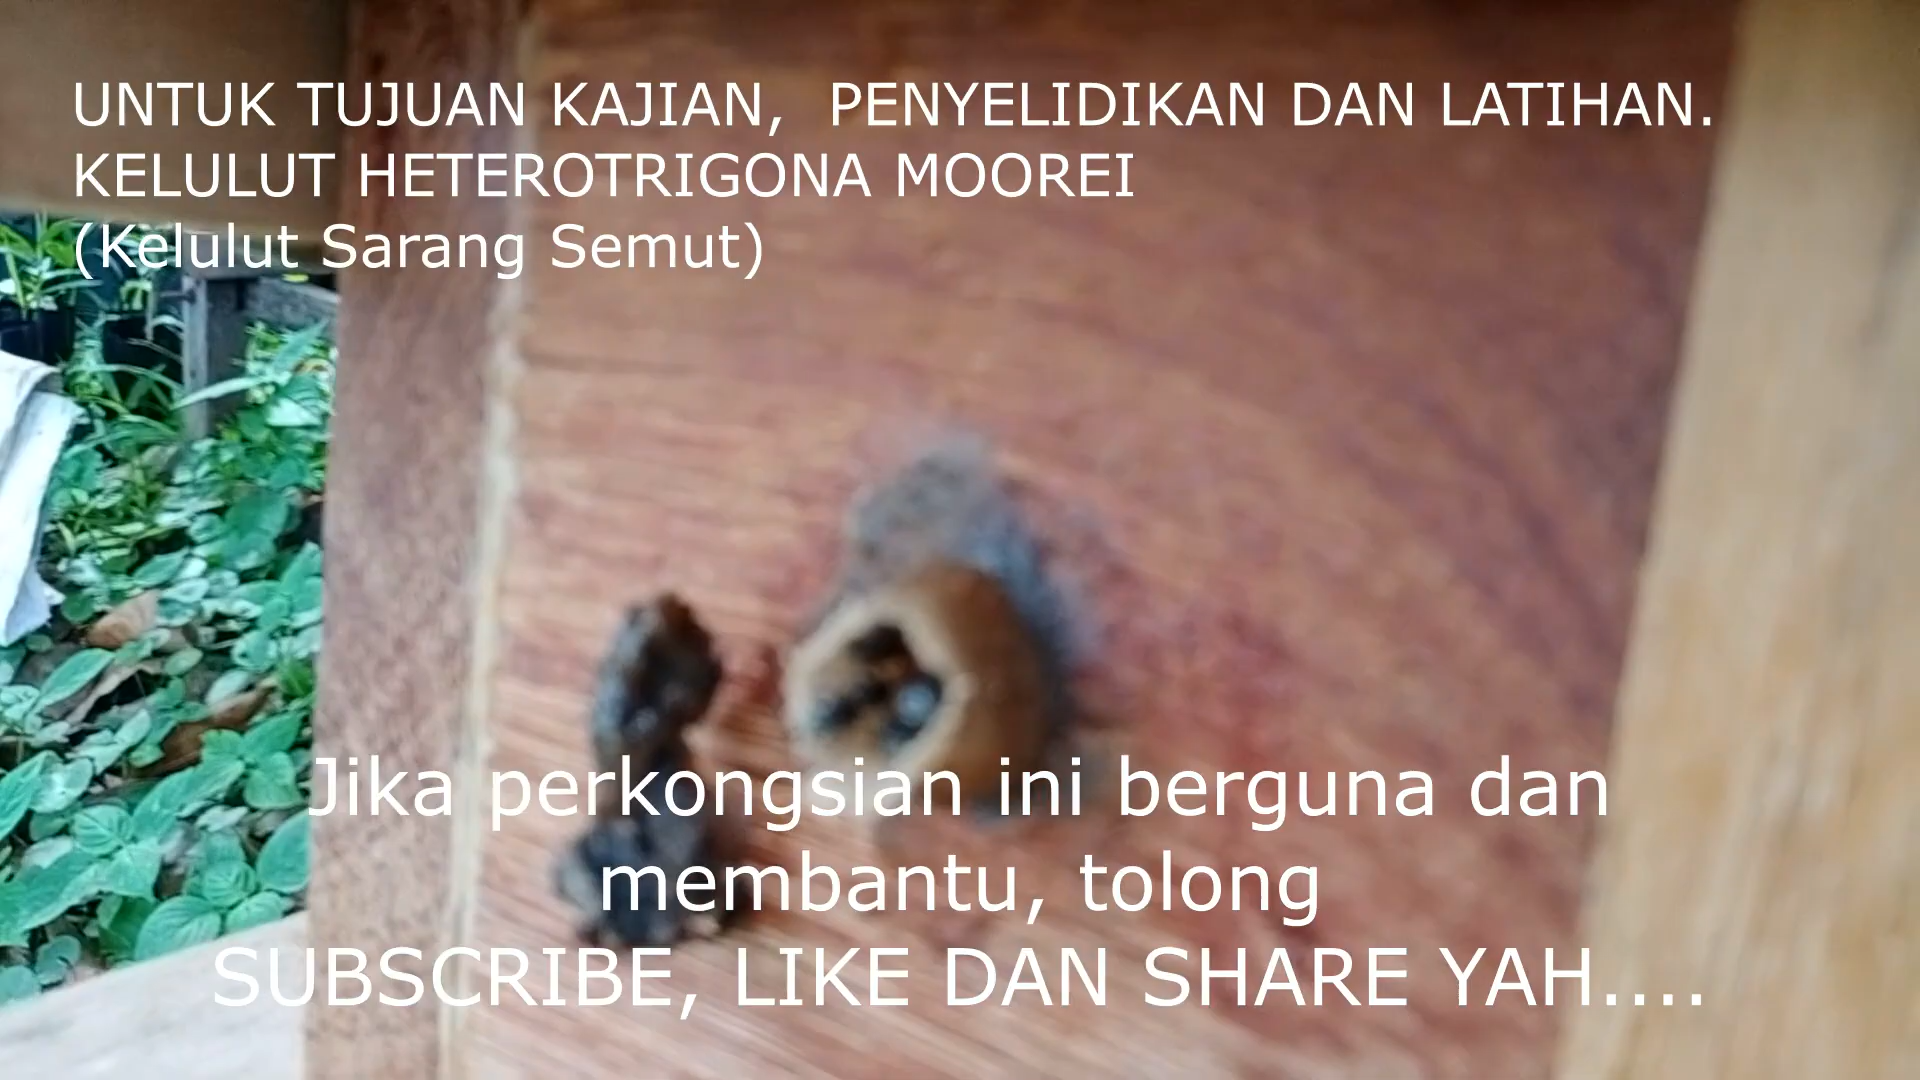 UNTUK TUJUAN KAJIAN, PENYELIDIKAN DAN LATIHAN.
KELULUT HETEROTRIGONA MOOREI
(Kelulut Sarang Semut)
Jika perkongsian ini berguna dan
membantu, tolong
SUBSCRIBE, LIKE DAN SHARE YAH....